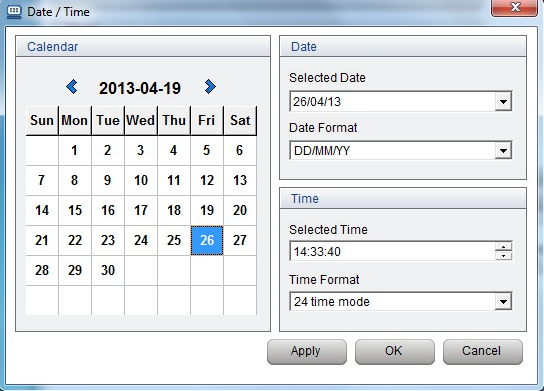 Date / Time
Calendar
2013-04-19
Sun Mon Tue Wed Thu Fri Sat
1 2 3 4 5 6
7 8 9 10 11 12 13
14 15 16 17 18 19 20
21 22 23 24 25 26 27
28 29 30
Date
Selected Date
26/04/13
Date Format
DD/MM/YY
Time
Selected Time
14:33:40
Time Format
24 time mode
Apply OK Cancel